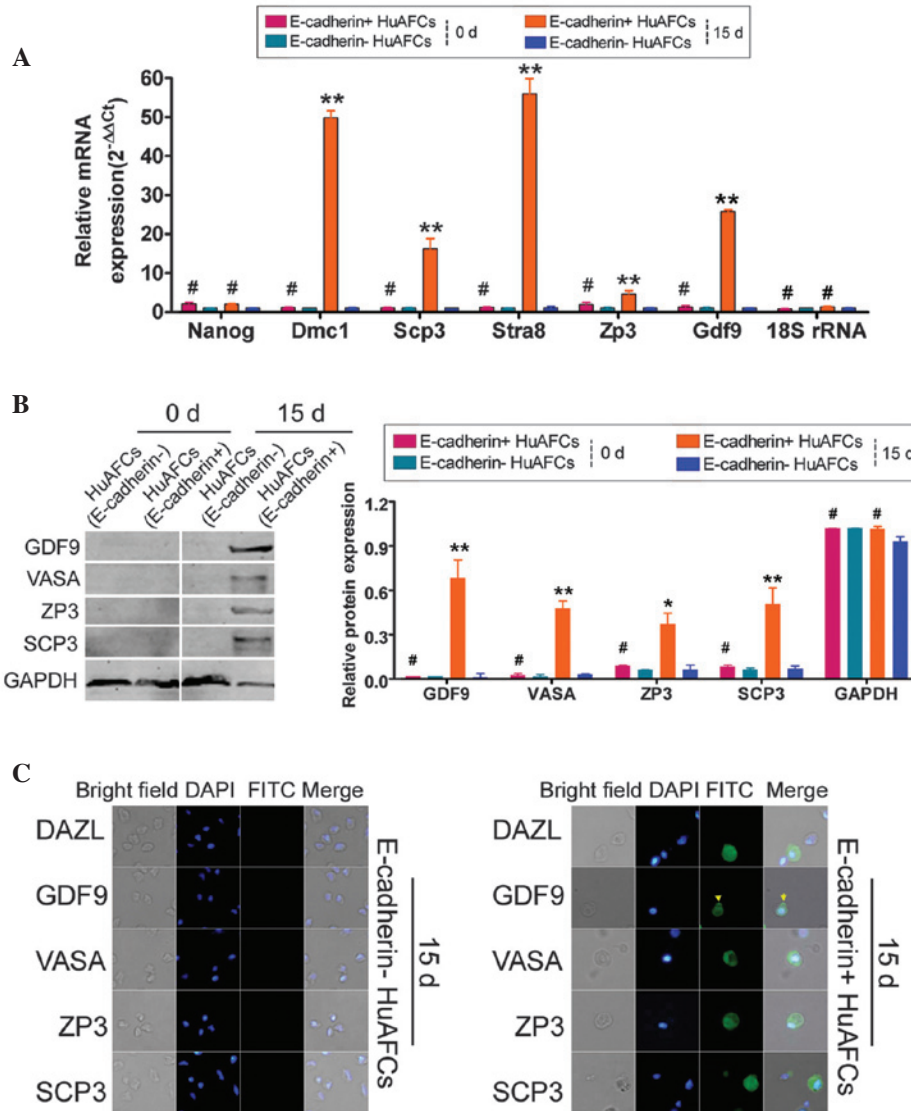 A
E-cadherin+ HuAFCs
E-cadherin- HuAFCs
0 d
E-cadherin+ HuAFCs
E-cadherin- HuAFCs
15 d
Relative mRNA
expression(2-ΔΔCt)
60
50
40
30
20
10
0
# # # ** # ** # ** # ** # ** # #
Nanog Dmc1 Scp3 Stra8 Zp3 Gdf9 18S rRNA
B
0 d 15 d
HuAFCs
(E-cadherin-)
HuAFCs
(E-cadherin+)
HuAFCs
(E-cadherin-)
HuAFCs
(E-cadherin+)
GDF9
VASA
ZP3
SCP3
GAPDH
E-cadherin+ HuAFCs
E-cadherin- HuAFCs
0 d
E-cadherin+ HuAFCs
E-cadherin- HuAFCs
15 d
Relative protein expression
0.9
0.6
0.3
0.0
# ** # ** # * # ** # #
GDF9 VASA ZP3 SCP3 GAPDH
C
Bright field DAPI FITC Merge
DAZL
GDF9
VASA
ZP3
SCP3
E-cadherin- HuAFCs
15 d
Bright field DAPI FITC Merge
DAZL
GDF9
VASA
ZP3
SCP3
E-cadherin+ HuAFCs
15 d